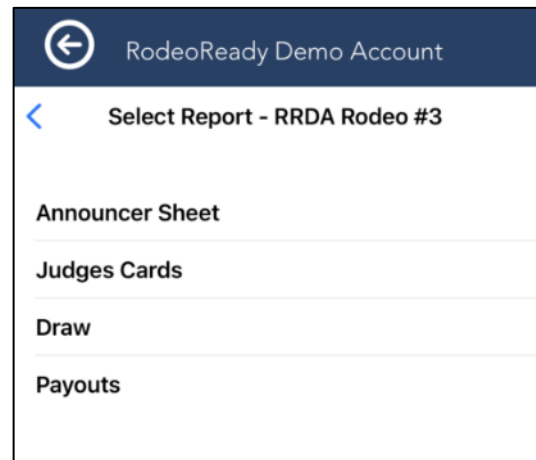 RodeoReady Demo Account
Select Report - RRDA Rodeo #3
Announcer Sheet
Judges Cards
Draw
Payouts